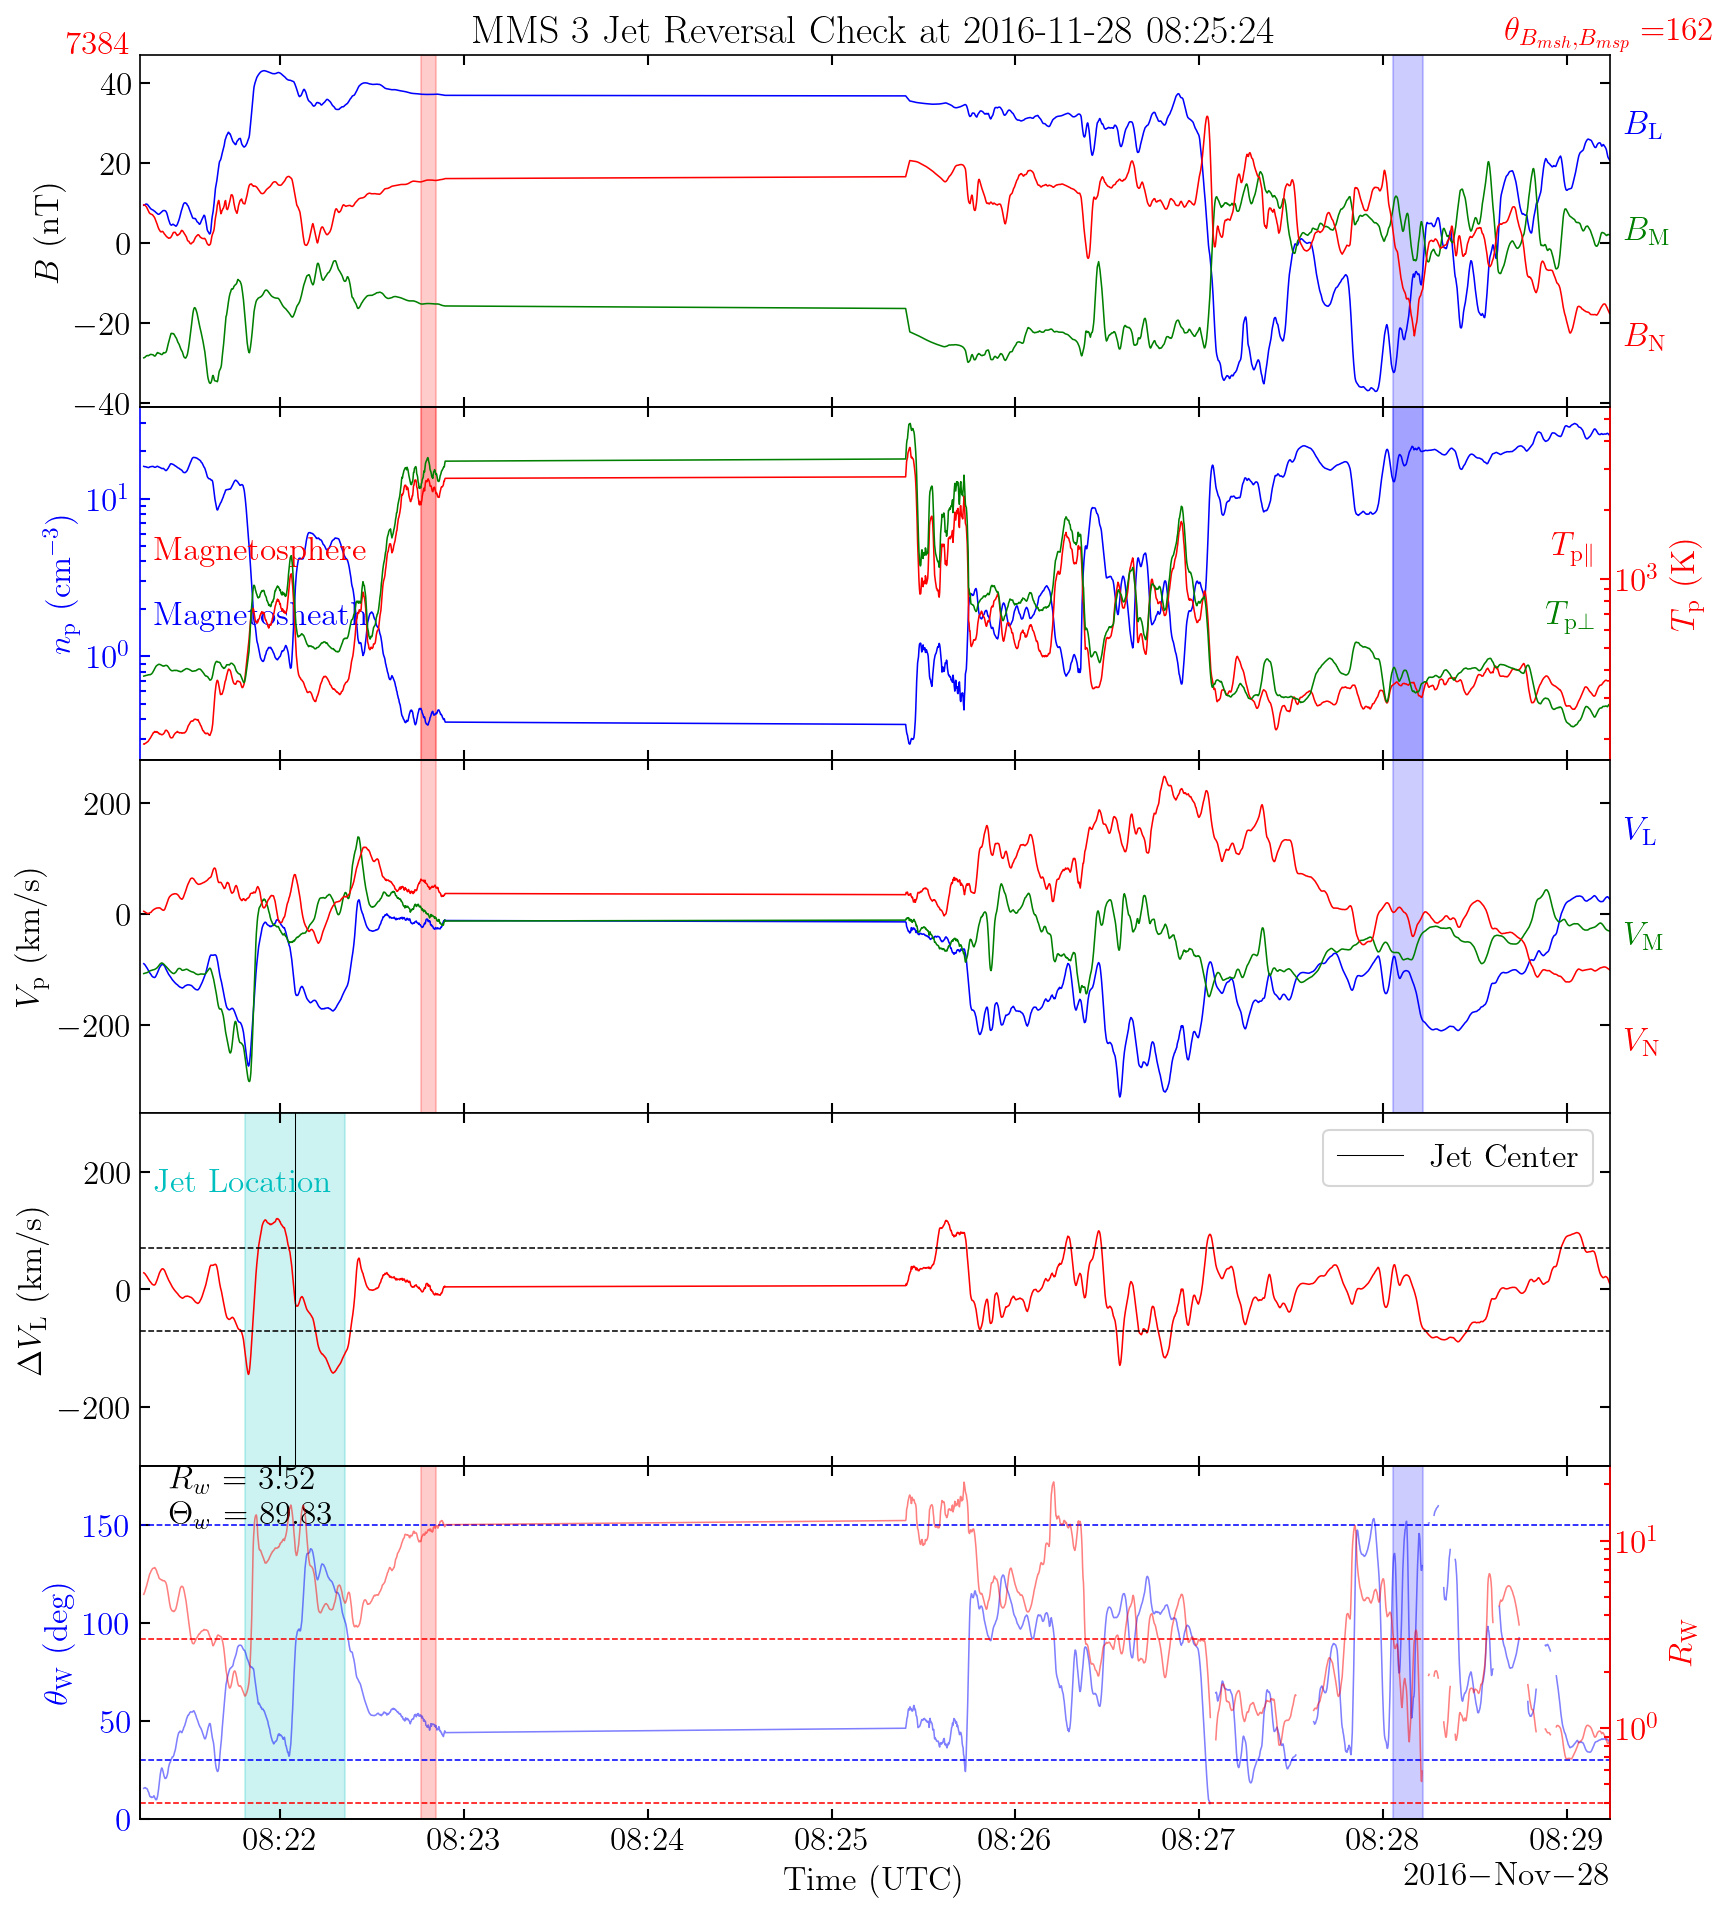 7384
MMS 3 Jet Reversal Check at 2016-11-28 08:25:24
θ_{B_{msh},B_{msp}} =162
40
20
0
−20
−40
B (nT)
B_L
B_M
B_N
10^1
10^0
n_p (cm^{−3})
Magnetosphere
Magnetosheath
T_{p∥}
T_{p⊥}
10^3
T_p (K)
200
0
−200
V_p (km/s)
V_L
V_M
V_N
200
0
−200
ΔV_L (km/s)
Jet Location
Jet Center
R_w = 3.52
Θ_w = 89.83
150
100
50
0
θ_W (deg)
10^1
10^0
R_W
08:22
08:23
08:24
08:25
08:26
08:27
08:28
08:29
Time (UTC)
2016−Nov−28